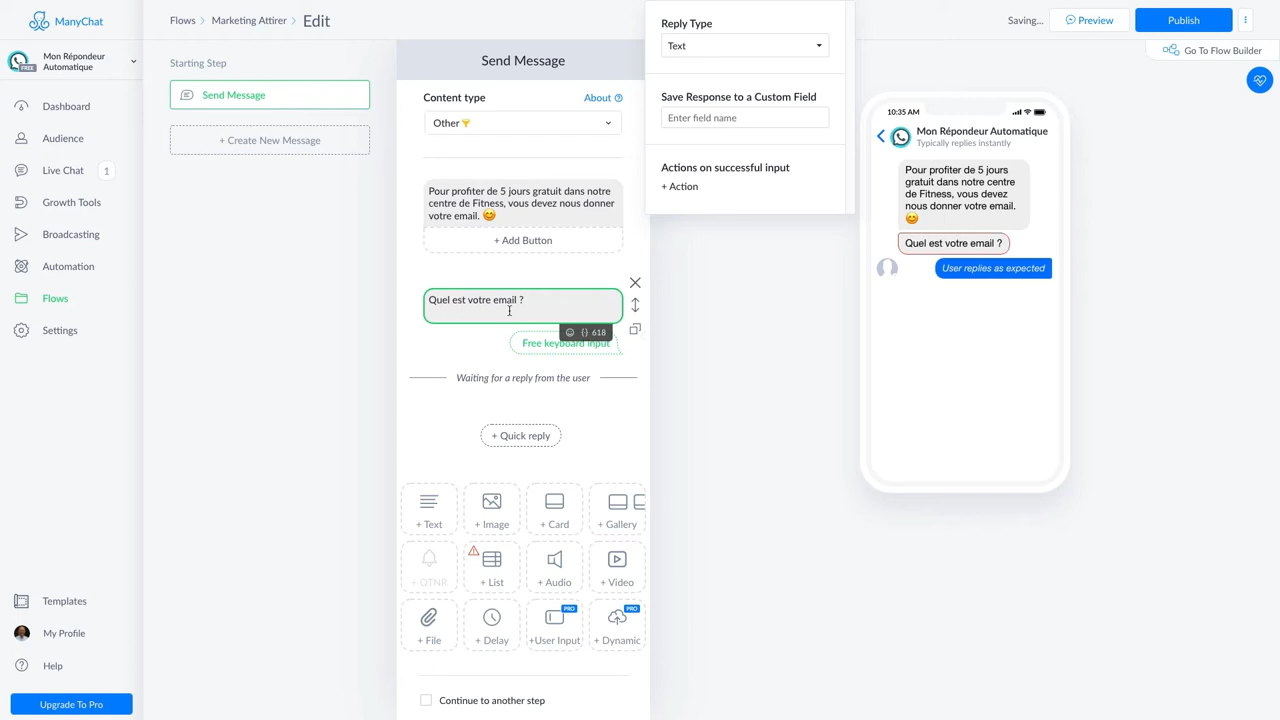 ManyChat
Flows
Marketing Attirer
Edit
Saving...
Preview
Publish
Go To Flow Builder
Mon Répondeur
Automatique
FREE
Dashboard
Audience
Live Chat
1
Growth Tools
Broadcasting
Automation
Flows
Settings
Templates
My Profile
Help
Upgrade To Pro
Starting Step
Send Message
+ Create New Message
Send Message
Content type
About
Other
Pour profiter de 5 jours gratuit dans notre
centre de Fitness, vous devez nous donner
votre email. 😊
+ Add Button
Quel est votre email ?
{} 618
Free keyboard input
Waiting for a reply from the user
+ Quick reply
+ Text
+ Image
+ Card
+ Gallery
+ OTNR
+ List
+ Audio
+ Video
PRO
PRO
+ File
+ Delay
+User Input
+ Dynamic
Continue to another step
Reply Type
Text
Save Response to a Custom Field
Enter field name
Actions on successful input
+ Action
10:35 AM
Mon Répondeur Automatique
Typically replies instantly
Pour profiter de 5 jours
gratuit dans notre centre
de Fitness, vous devez
nous donner votre email.
😊
Quel est votre email ?
User replies as expected